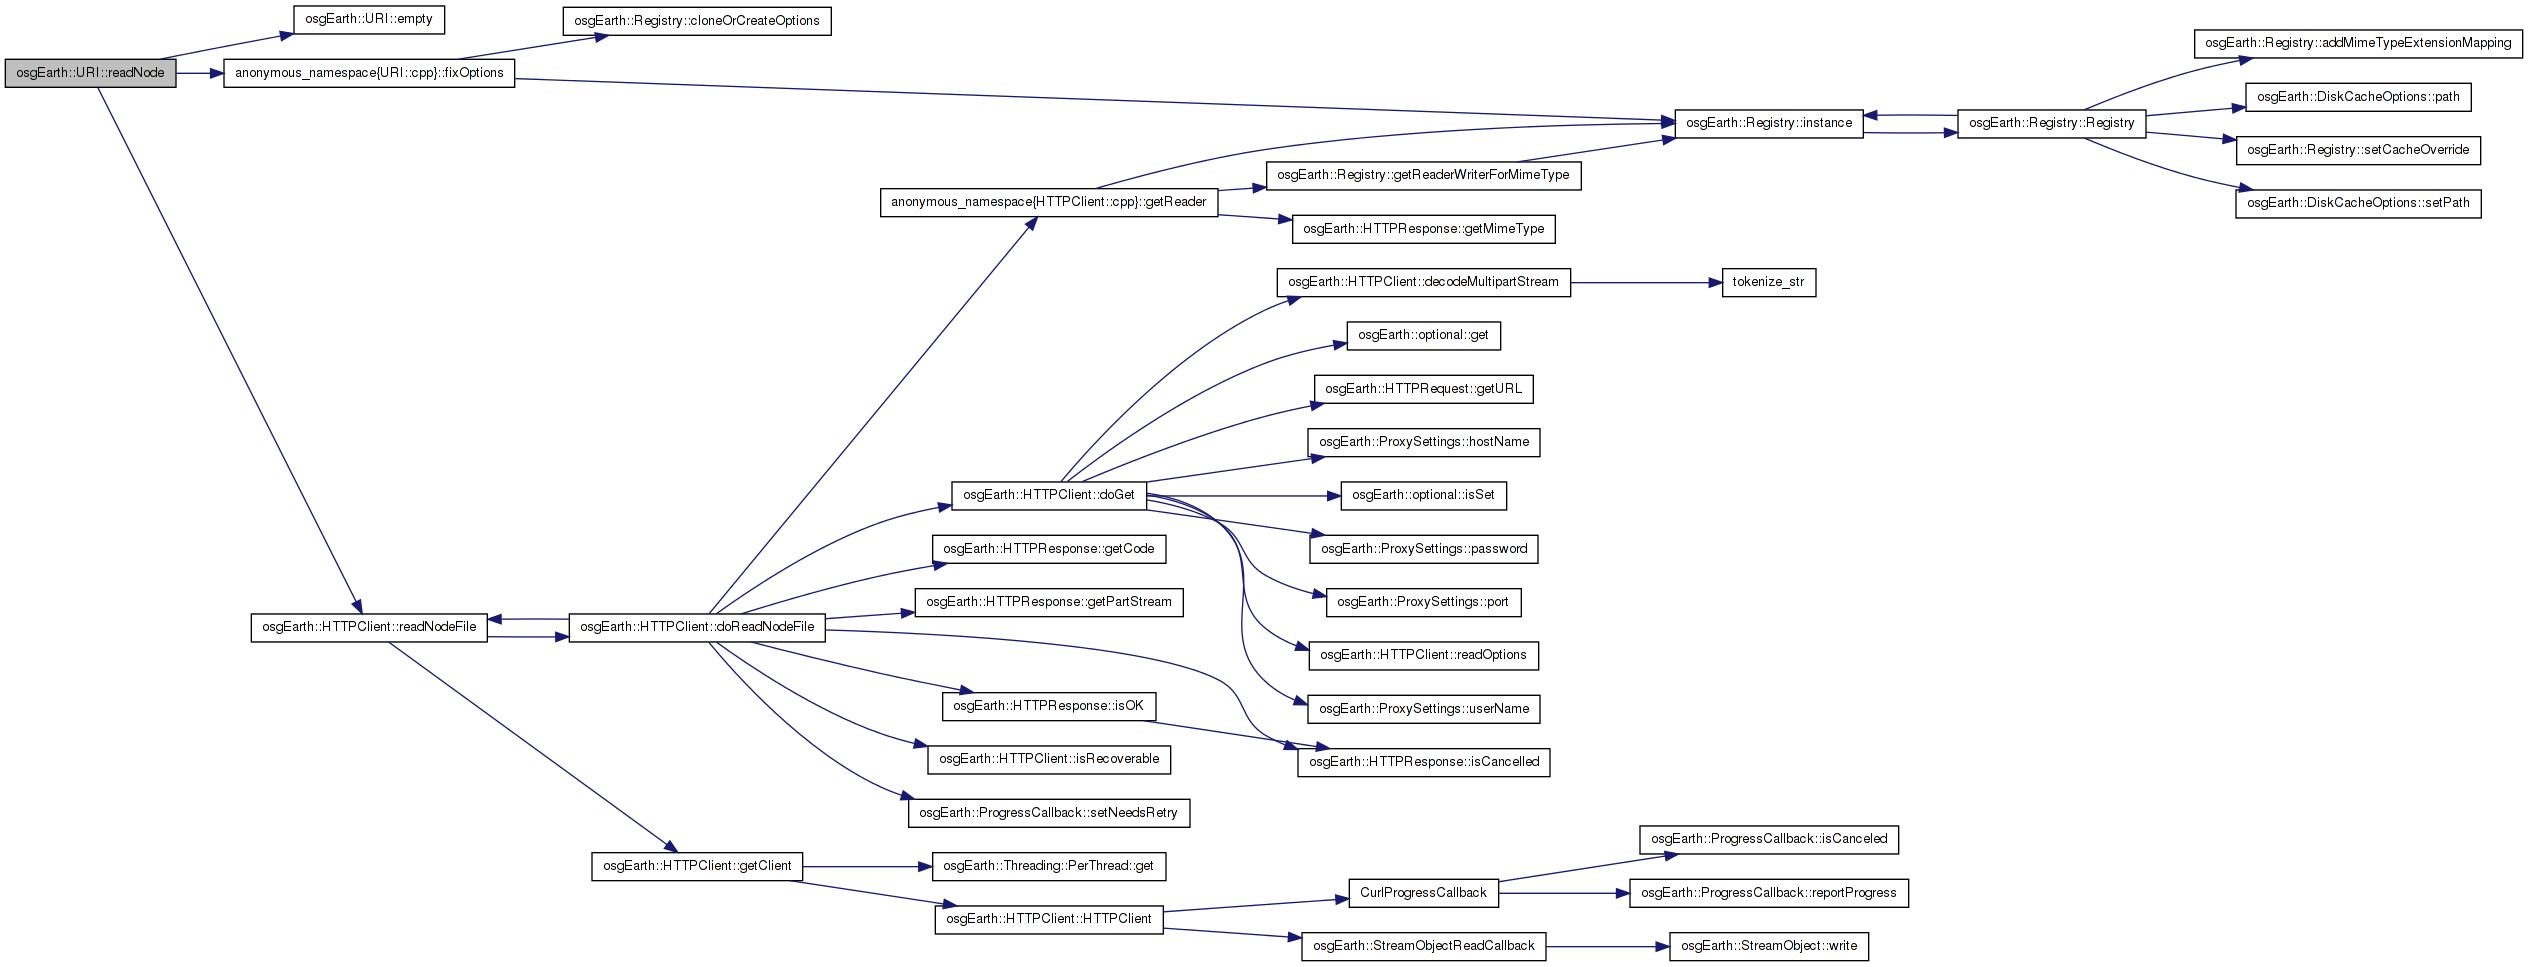 osgEarth::URI::readNode
osgEarth::URI::empty
anonymous_namespace{URI::cpp}::fixOptions
osgEarth::Registry::cloneOrCreateOptions
osgEarth::Registry::instance
osgEarth::Registry::Registry
osgEarth::Registry::addMimeTypeExtensionMapping
osgEarth::DiskCacheOptions::path
osgEarth::Registry::setCacheOverride
osgEarth::DiskCacheOptions::setPath
anonymous_namespace{HTTPClient::cpp}::getReader
osgEarth::Registry::getReaderWriterForMimeType
osgEarth::HTTPResponse::getMimeType
osgEarth::HTTPClient::decodeMultipartStream
tokenize_str
osgEarth::optional::get
osgEarth::HTTPRequest::getURL
osgEarth::ProxySettings::hostName
osgEarth::HTTPClient::doGet
osgEarth::optional::isSet
osgEarth::ProxySettings::password
osgEarth::HTTPResponse::getCode
osgEarth::ProxySettings::port
osgEarth::HTTPResponse::getPartStream
osgEarth::HTTPClient::readNodeFile
osgEarth::HTTPClient::doReadNodeFile
osgEarth::HTTPClient::readOptions
osgEarth::HTTPResponse::isOK
osgEarth::ProxySettings::userName
osgEarth::HTTPClient::isRecoverable
osgEarth::HTTPResponse::isCancelled
osgEarth::ProgressCallback::setNeedsRetry
osgEarth::HTTPClient::getClient
osgEarth::Threading::PerThread::get
osgEarth::HTTPClient::HTTPClient
CurlProgressCallback
osgEarth::ProgressCallback::isCanceled
osgEarth::ProgressCallback::reportProgress
osgEarth::StreamObjectReadCallback
osgEarth::StreamObject::write